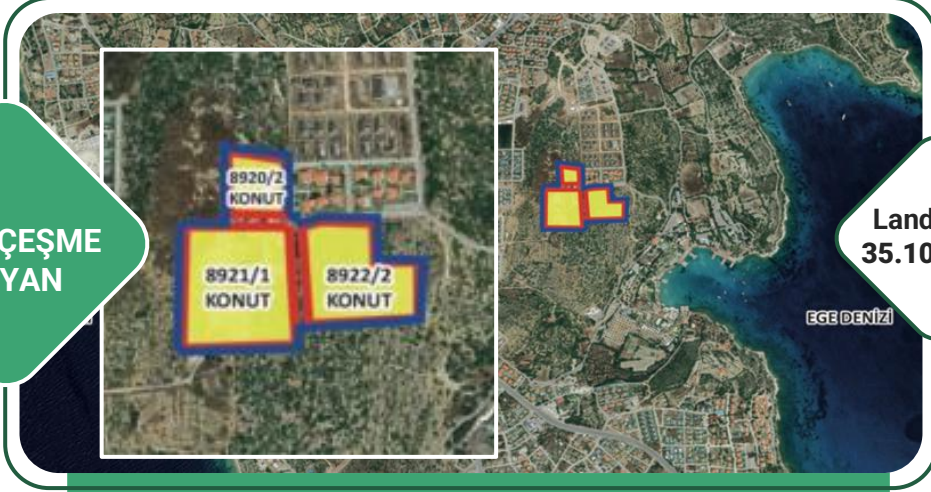 ÇEŞME
YAN
8920/2
KONUT
8921/1
KONUT
8922/2
KONUT
Land
35.10
EGE DENİZİ